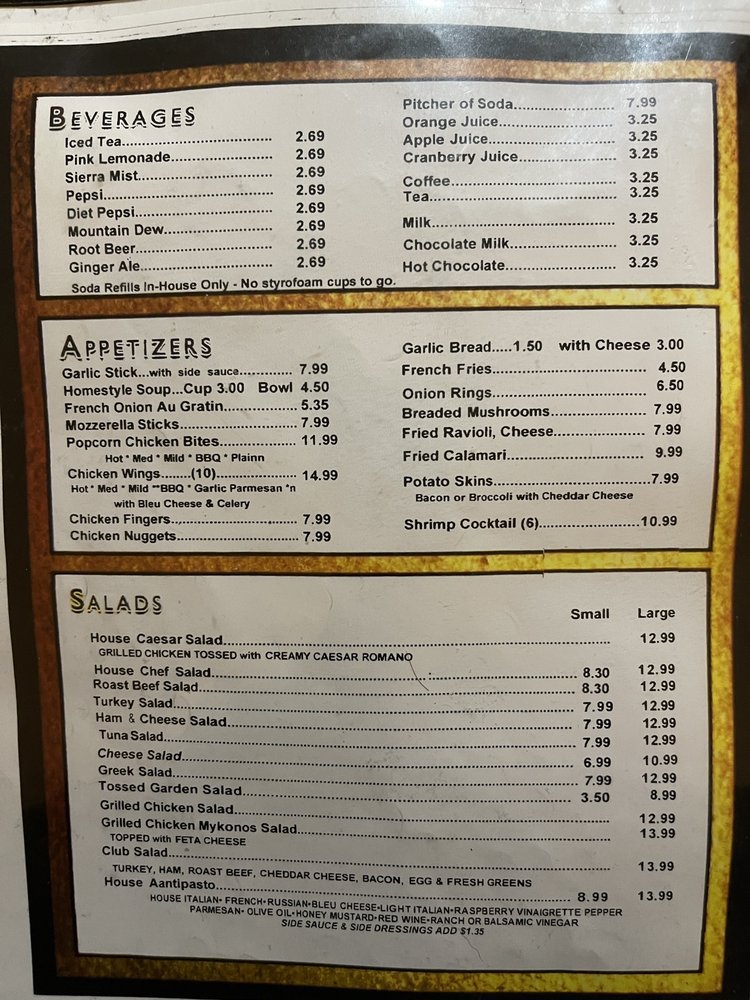 BEVERAGES
Iced Tea.................................... 2.69
Pink Lemonade........................ 2.69
Sierra Mist................................ 2.69
Pepsi......................................... 2.69
Diet Pepsi................................. 2.69
Mountain Dew.......................... 2.69
Root Beer................................. 2.69
Ginger Ale................................ 2.69
Soda Refills In-House Only - No styrofoam cups to go.
Pitcher of Soda........................ 7.99
Orange Juice........................... 3.25
Apple Juice.............................. 3.25
Cranberry Juice....................... 3.25
Coffee....................................... 3.25
Tea............................................ 3.25
Milk........................................... 3.25
Chocolate Milk......................... 3.25
Hot Chocolate.......................... 3.25
APPETIZERS
Garlic Stick...with side sauce............. 7.99
Homestyle Soup...Cup 3.00 Bowl 4.50
French Onion Au Gratin.................. 5.35
Mozzerella Sticks............................ 7.99
Popcorn Chicken Bites................... 11.99
Hot * Med * Mild * BBQ * Plainn
Chicken Wings........(10).................... 14.99
Hot * Med * Mild **BBQ * Garlic Parmesan *n
with Bleu Cheese & Celery
Chicken Fingers............................... 7.99
Chicken Nuggets.............................. 7.99
Garlic Bread.....1.50 with Cheese 3.00
French Fries..................................... 4.50
Onion Rings..................................... 6.50
Breaded Mushrooms........................ 7.99
Fried Ravioli, Cheese....................... 7.99
Fried Calamari.................................. 9.99
Potato Skins......................................7.99
Bacon or Broccoli with Cheddar Cheese
Shrimp Cocktail (6).........................10.99
SALADS
Small Large
House Caesar Salad.................................................. 12.99
GRILLED CHICKEN TOSSED with CREAMY CAESAR ROMANO
House Chef Salad.................................................. 8.30 12.99
Roast Beef Salad.................................................. 8.30 12.99
Turkey Salad.................................................. 7.99 12.99
Ham & Cheese Salad.................................................. 7.99 12.99
Tuna Salad.................................................. 7.99 12.99
Cheese Salad.................................................. 6.99 10.99
Greek Salad.................................................. 7.99 12.99
Tossed Garden Salad.................................................. 3.50 8.99
Grilled Chicken Salad.................................................. 12.99
Grilled Chicken Mykonos Salad.................................................. 13.99
TOPPED with FETA CHEESE
Club Salad.................................................. 13.99
TURKEY, HAM, ROAST BEEF, CHEDDAR CHEESE, BACON, EGG & FRESH GREENS
House Aantipasto.................................................. 8.99 13.99
HOUSE ITALIAN• FRENCH•RUSSIAN•BLEU CHEESE•LIGHT ITALIAN•RASPBERRY VINAIGRETTE PEPPER
PARMESAN• OLIVE OIL•HONEY MUSTARD•RED WINE•RANCH OR BALSAMIC VINEGAR
SIDE SAUCE & SIDE DRESSINGS ADD $1.35